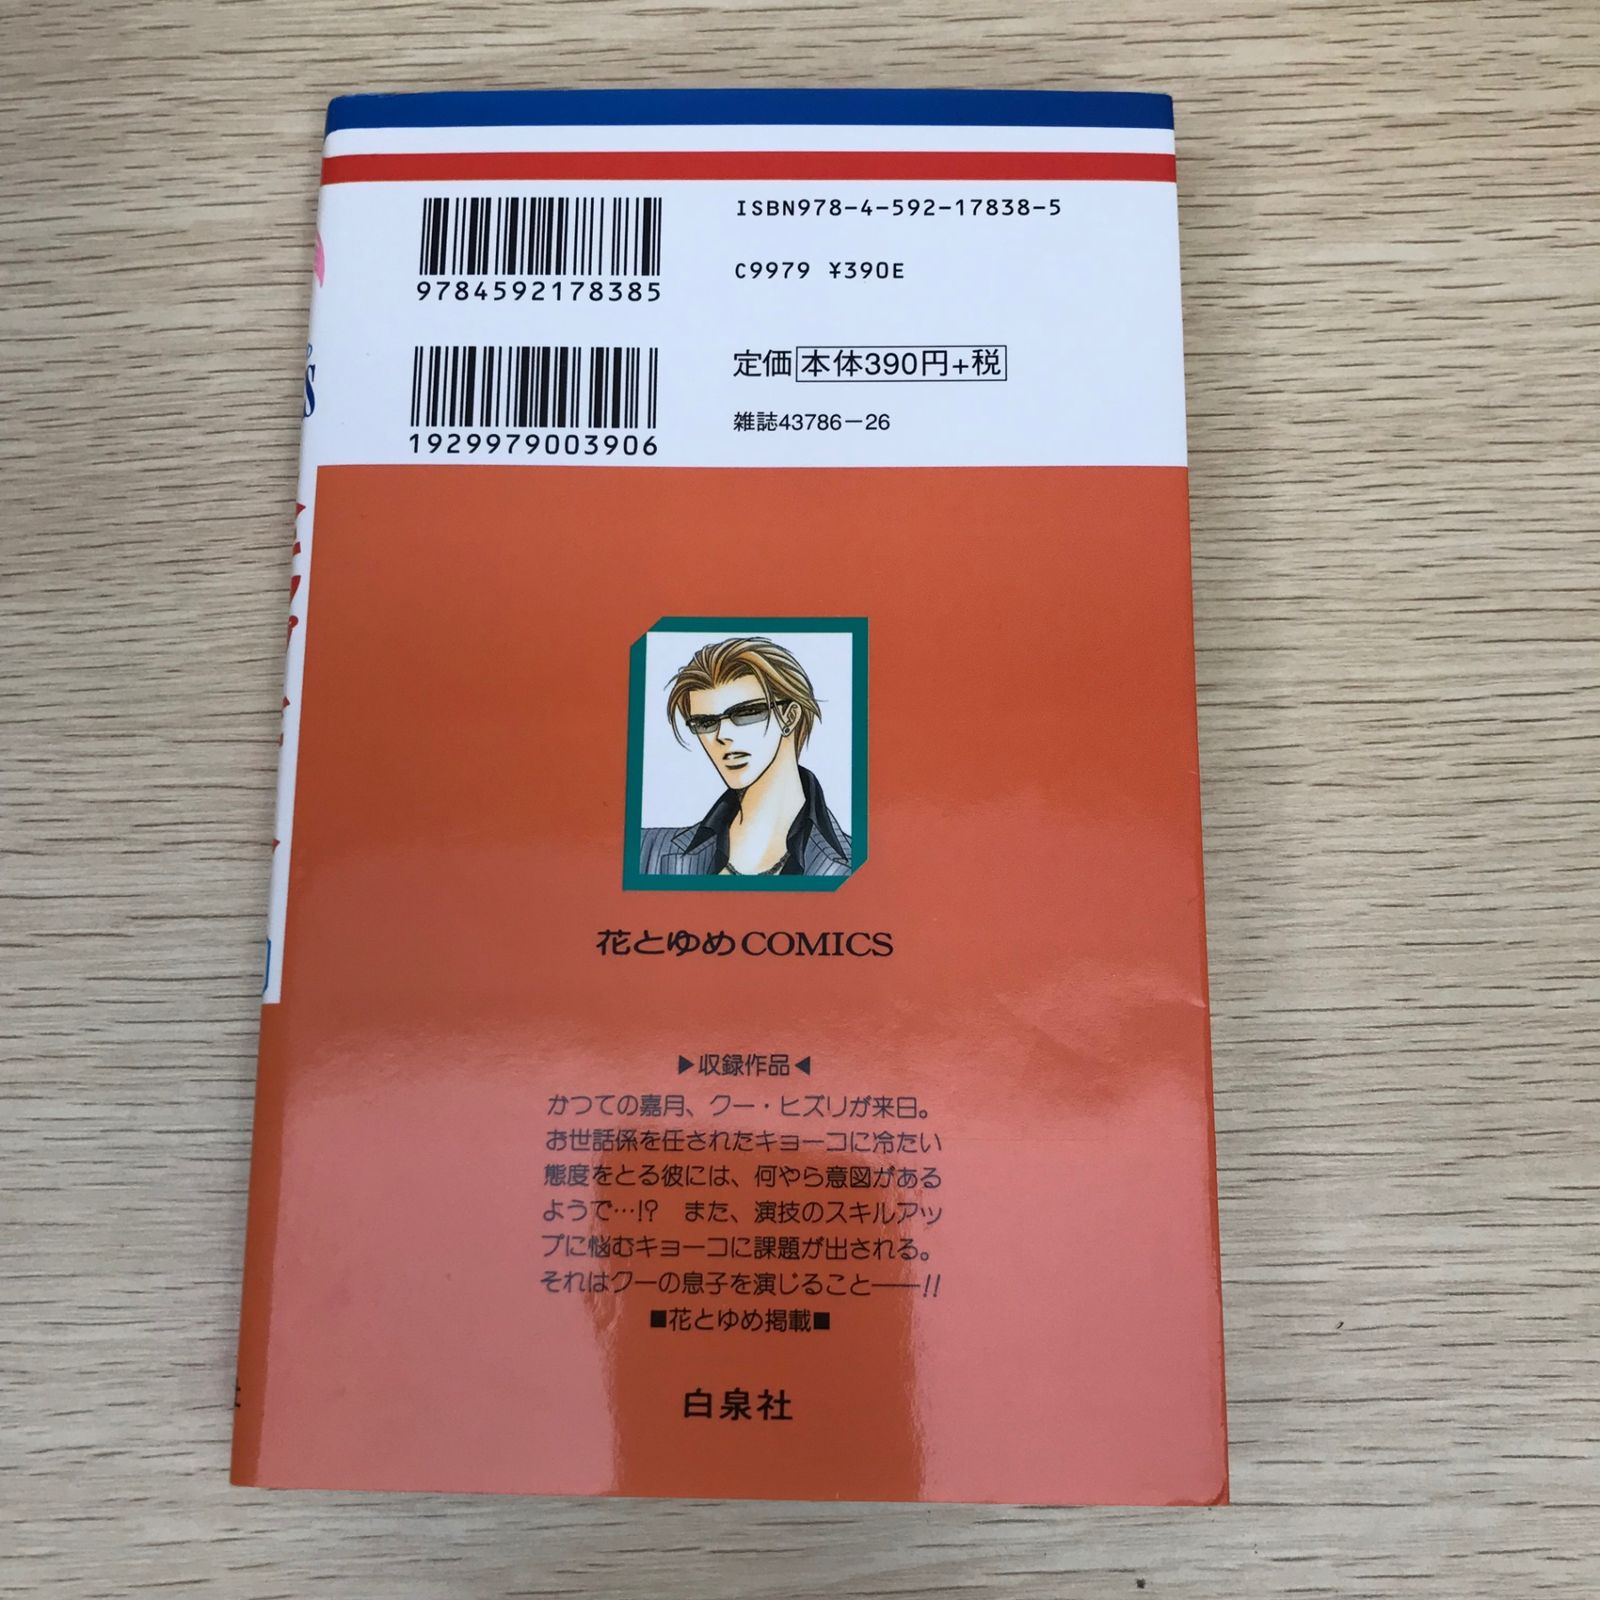 ISBN978-4-592-17838-5
C9979 ¥390E
9784592178385
定価本体390円+税
雑誌43786-26
1929979003906
花とゆめCOMICS
▶収録作品◀
かつての嘉月、クー・ヒズリが来日。
お世話係を任されたキョーコに冷たい
態度をとる彼には、何やら意図がある
ようで…!? また、演技のスキルアッ
プに悩むキョーコに課題が出される。
それはクーの息子を演じること――!!
■花とゆめ掲載■
白泉社